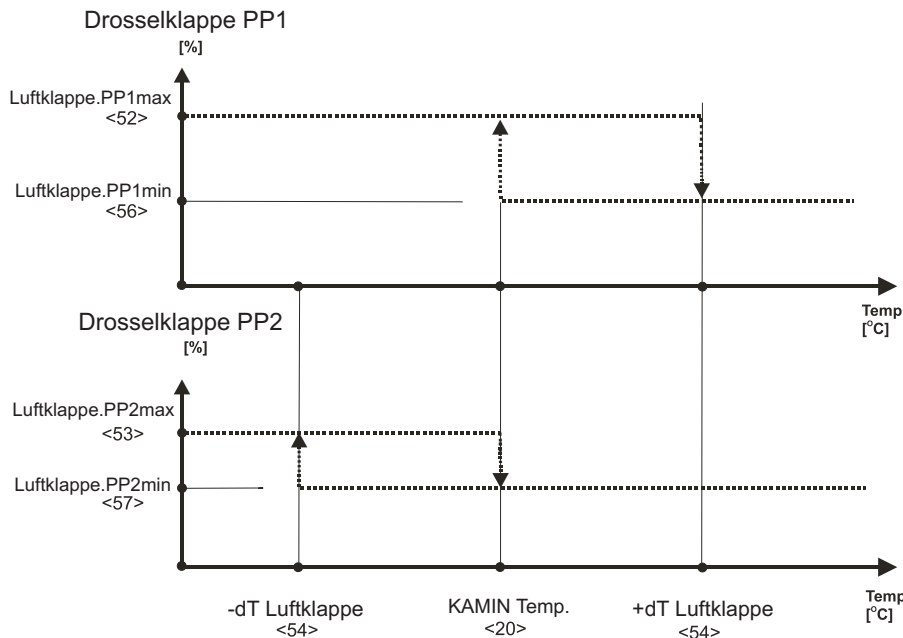 Drosselklappe PP1
[%]
Luftklappe.PP1max
<52>
Luftklappe.PP1min
<56>
Temp
[°C]
Drosselklappe PP2
[%]
Luftklappe.PP2max
<53>
Luftklappe.PP2min
<57>
Temp
[°C]
-dT Luftklappe
<54>
KAMIN Temp.
<20>
+dT Luftklappe
<54>